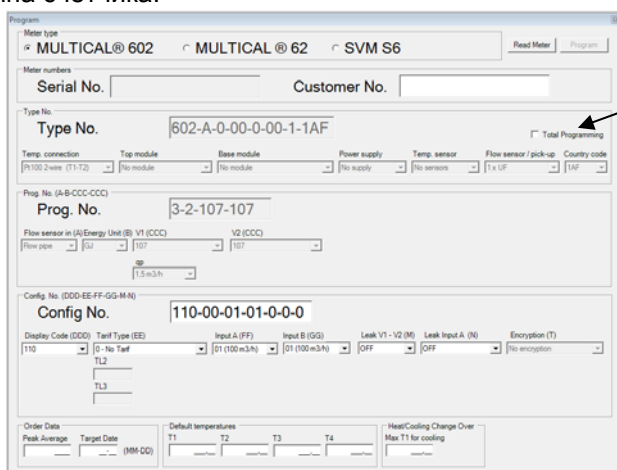 Program
Meter type
MULTICAL® 602 MULTICAL ® 62 SVM S6
Read Meter Program
Meter numbers
Serial No. Customer No.
Type No.
Type No. 602-A-0-00-0-00-1-1AF
Total Programming
Temp. connection Top module Base module Power supply Temp. sensor Flow sensor / pick-up Country code
Pt100 2-wire (T1-T2) No module No module No supply No sensors 1 x UF 1AF
Prog. No. (A-B-CCC-CCC)
Prog. No. 3-2-107-107
Flow sensor in (A) Energy Unit (B) V1 (CCC) V2 (CCC)
Flow pipe GJ 107 107
qp
1.5 m3/h
Config. No. (DDD-EE-FF-GG-M-N)
Config No. 110-00-01-01-0-0-0
Display Code (DDD) Tarif Type (EE) Input A (FF) Input B (GG) Leak V1 - V2 (M) Leak Input A (N) Encryption (T)
110 0 - No Tarif 01 (100 m3/h) 01 (100 m3/h) OFF OFF No encryption
TL2
TL3
Order Data Default temperatures Heat/Cooling Change Over
Peak Average Target Date T1 T2 T3 T4 Max T1 for cooling
(MM-DD)